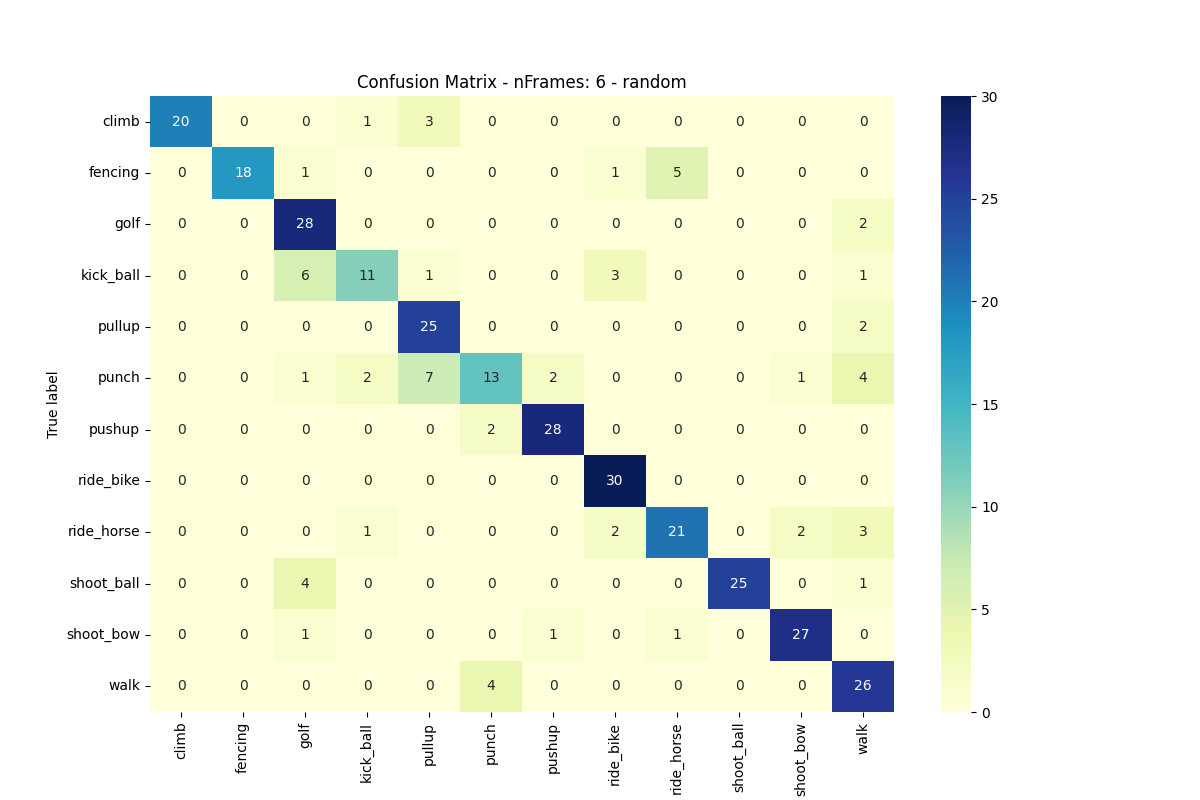 Confusion Matrix - nFrames: 6 - random
True label
climb 20 0 0 1 3 0 0 0 0 0 0 0
fencing 0 18 1 0 0 0 0 1 5 0 0 0
golf 0 0 28 0 0 0 0 0 0 0 0 2
kick_ball 0 0 6 11 1 0 0 3 0 0 0 1
pullup 0 0 0 0 25 0 0 0 0 0 0 2
punch 0 0 1 2 7 13 2 0 0 0 1 4
pushup 0 0 0 0 0 2 28 0 0 0 0 0
ride_bike 0 0 0 0 0 0 0 30 0 0 0 0
ride_horse 0 0 0 1 0 0 0 2 21 0 2 3
shoot_ball 0 0 4 0 0 0 0 0 0 25 0 1
shoot_bow 0 0 1 0 0 0 1 0 1 0 27 0
walk 0 0 0 0 0 4 0 0 0 0 0 26
climb fencing golf kick_ball pullup punch pushup ride_bike ride_horse shoot_ball shoot_bow walk
30
25
20
15
10
5
0